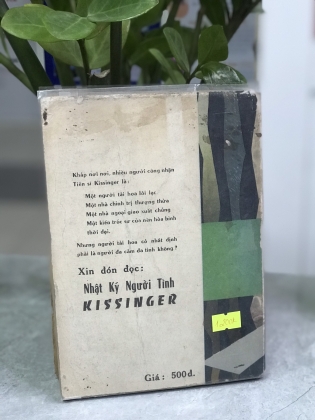 Khắp nơi nơi, nhiều người công nhận
Tiến sĩ Kissinger là :
Một người tài hoa lỗi lạc
Một nhà chính trị thượng thừa
Một nhà ngoại giao xuất chúng
Một kiến trúc sư của nền hòa bình
thời đại.
Nhưng người tài hoa có nhất định
phải là người đa cảm đa tình không ?
Xin đón đọc :
Nhật Ký Người Tình
KISSINGER
Giá : 500đ.